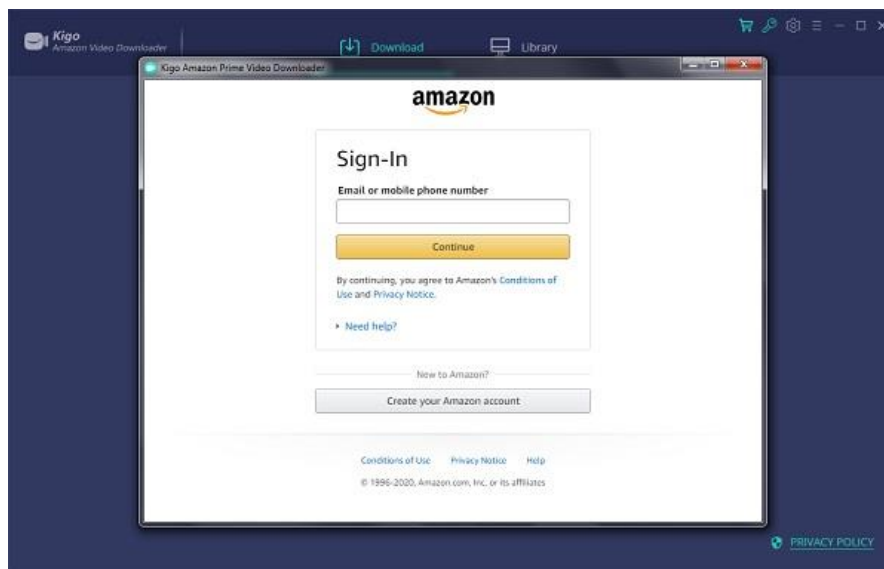 Kigo
Amazon Video Downloader
Download
Library
Kigo Amazon Prime Video Downloader
amazon
Sign-In
Email or mobile phone number
Continue
By continuing, you agree to Amazon's Conditions of
Use and Privacy Notice.
Need help?
New to Amazon?
Create your Amazon account
Conditions of Use Privacy Notice Help
© 1996-2020, Amazon.com, Inc. or its affiliates
PRIVACY POLICY